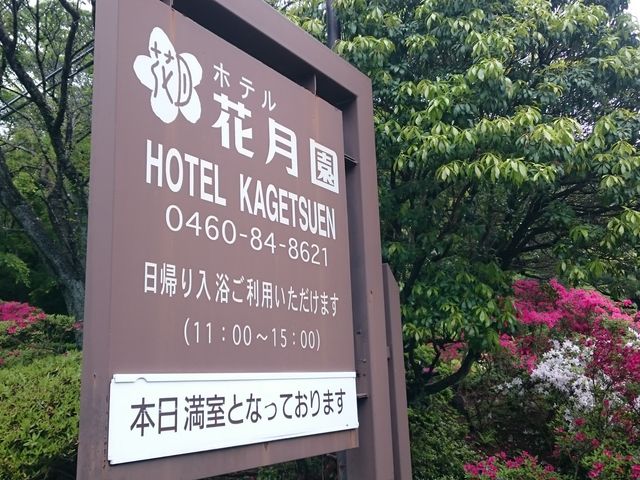 花月
ホテル
花月園
HOTEL KAGETSUEN
0460-84-8621
日帰り入浴ご利用いただけます
(11：00～15：00)
本日満室となっております